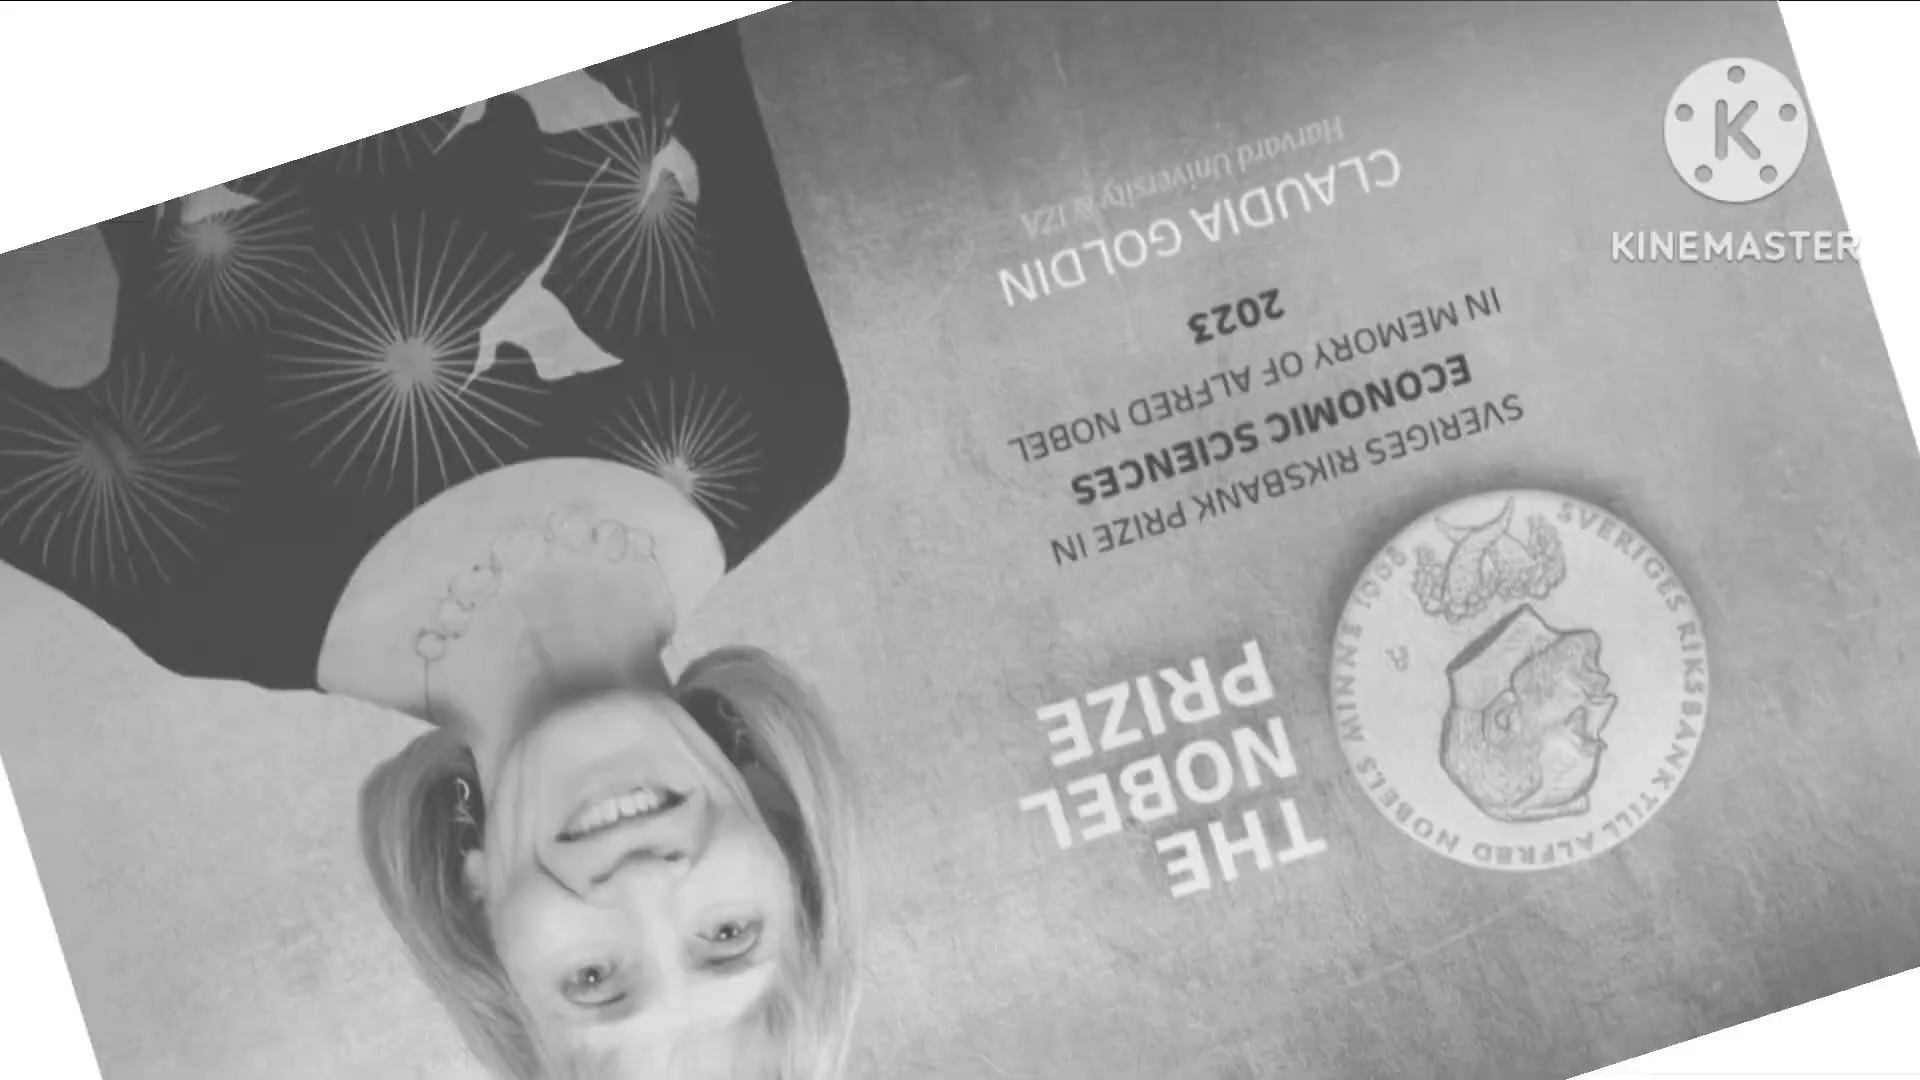 THE
NOBEL
PRIZE
SVERIGES RIKSBANK PRIZE IN
ECONOMIC SCIENCES
IN MEMORY OF ALFRED NOBEL
2023
CLAUDIA GOLDIN
Harvard University & IZA
SVERIGES RIKSBANK TILL ALFRED NOBELS MINNE 1968
K
KINEMASTER